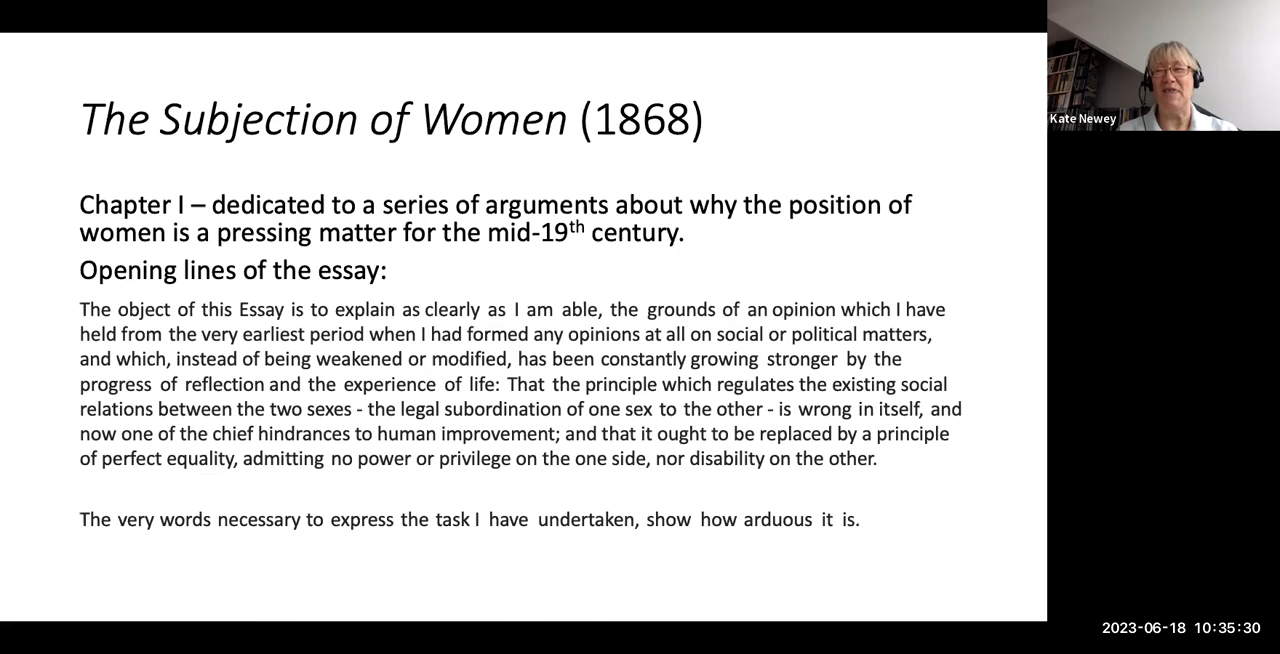 The Subjection of Women (1868)
Chapter I – dedicated to a series of arguments about why the position of
women is a pressing matter for the mid-19th century.
Opening lines of the essay:
The object of this Essay is to explain as clearly as I am able, the grounds of an opinion which I have
held from the very earliest period when I had formed any opinions at all on social or political matters,
and which, instead of being weakened or modified, has been constantly growing stronger by the
progress of reflection and the experience of life: That the principle which regulates the existing social
relations between the two sexes - the legal subordination of one sex to the other - is wrong in itself, and
now one of the chief hindrances to human improvement; and that it ought to be replaced by a principle
of perfect equality, admitting no power or privilege on the one side, nor disability on the other.
The very words necessary to express the task I have undertaken, show how arduous it is.
Kate Newey
2023-06-18 10:35:30